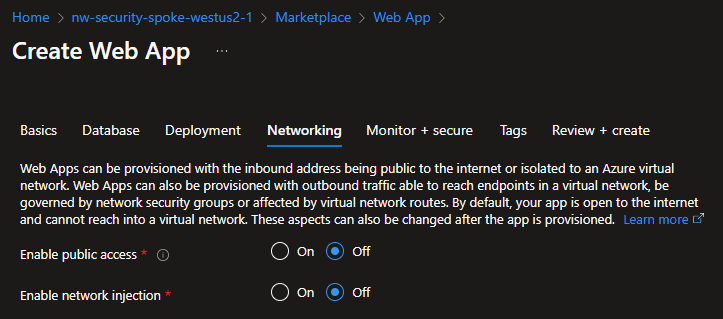 Home > nw-security-spoke-westus2-1 > Marketplace > Web App >
Create Web App ...
Basics Database Deployment Networking Monitor + secure Tags Review + create
Web Apps can be provisioned with the inbound address being public to the internet or isolated to an Azure virtual
network. Web Apps can also be provisioned with outbound traffic able to reach endpoints in a virtual network, be
governed by network security groups or affected by virtual network routes. By default, your app is open to the internet
and cannot reach into a virtual network. These aspects can also be changed after the app is provisioned. Learn more
Enable public access * On Off
Enable network injection * On Off